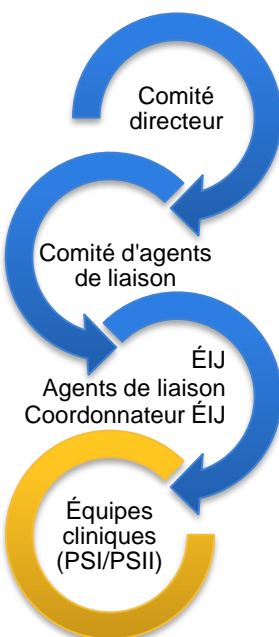 Comité
directeur
Comité d'agents
de liaison
ÉIJ
Agents de liaison
Coordonnateur ÉIJ
Équipes
cliniques
(PSI/PSII)